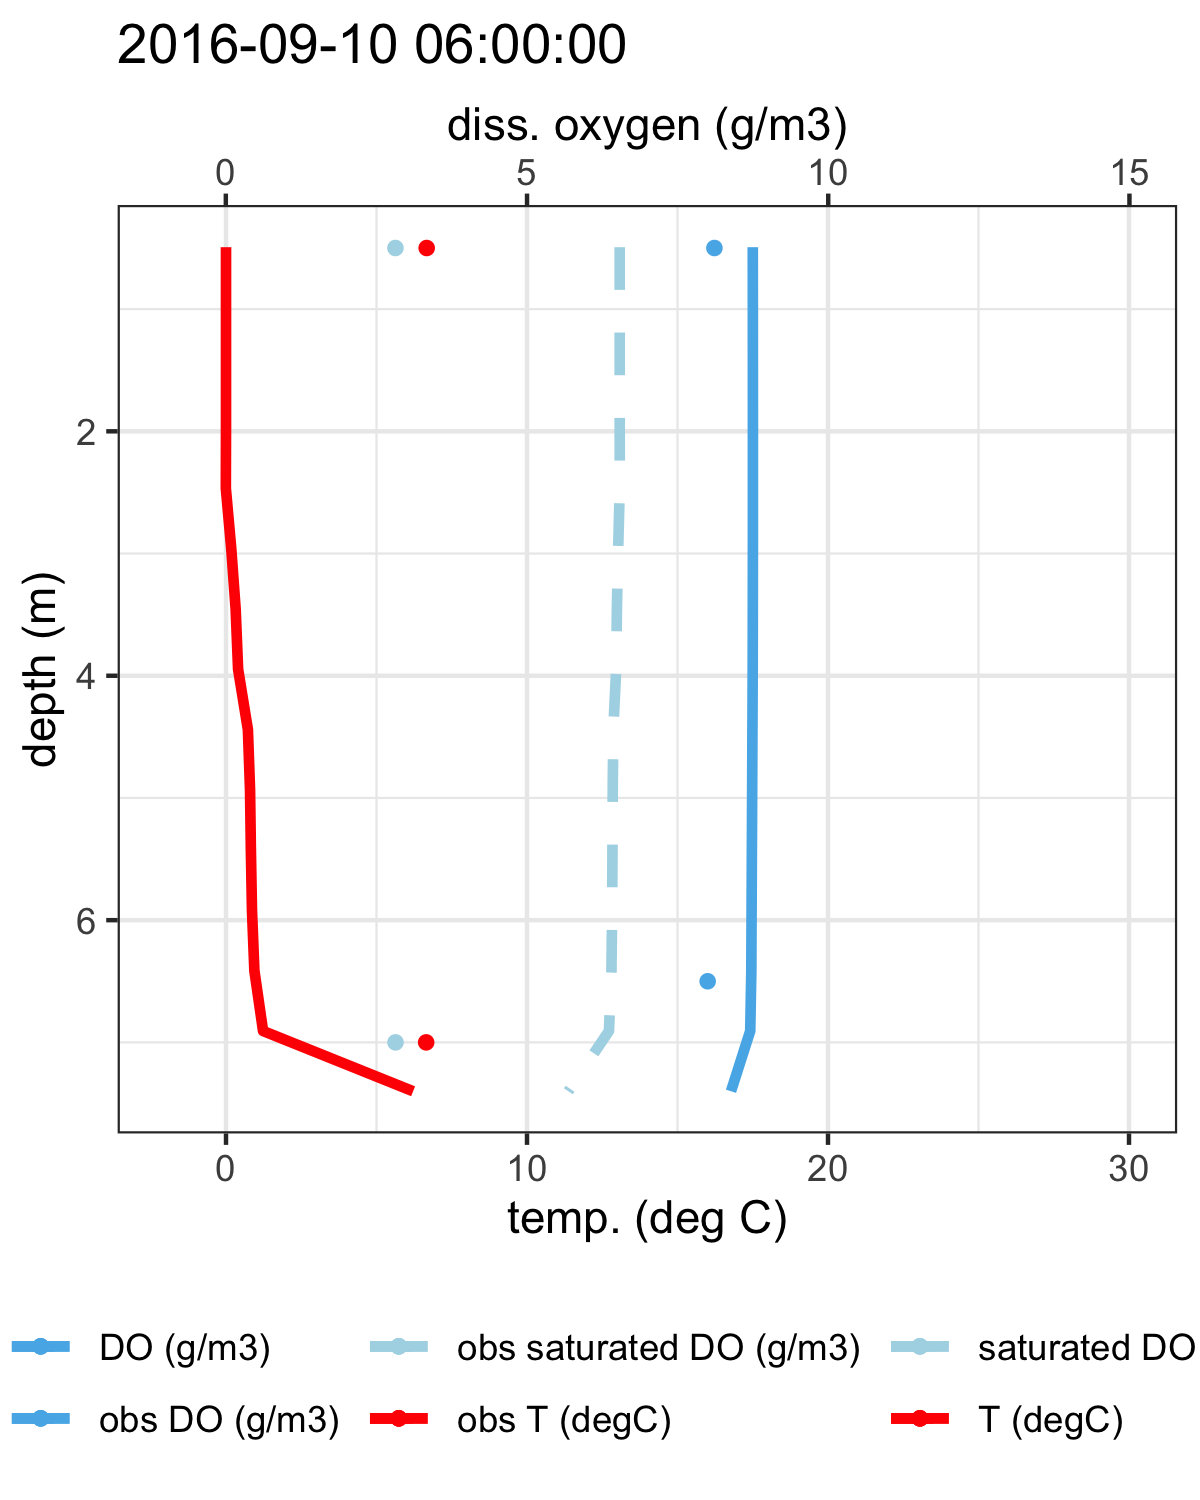 2016-09-10 06:00:00
diss. oxygen (g/m3)
0 5 10 15
2
4
6
depth (m)
0 10 20 30
temp. (deg C)
DO (g/m3) obs saturated DO (g/m3) saturated DO
obs DO (g/m3) obs T (degC) T (degC)